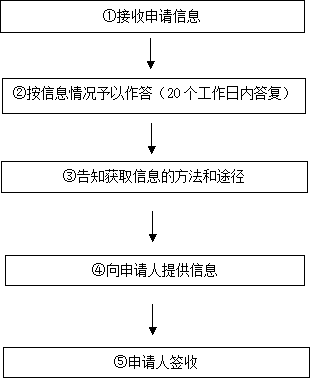 ①接收申请信息
②按信息情况予以作答（20个工作日内答复）
③告知获取信息的方法和途径
④向申请人提供信息
⑤申请人签收